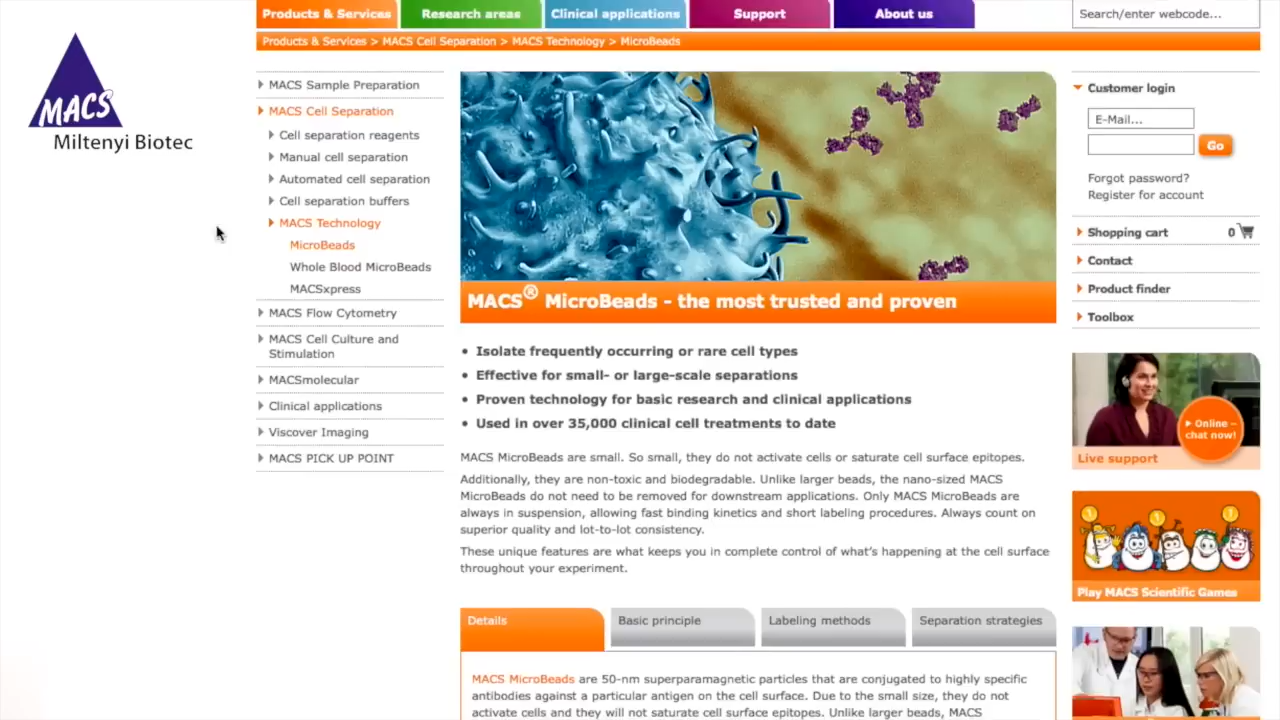 Products & Services
Research areas
Clinical applications
Support
About us
Search/enter webcode...
Products & Services > MACS Cell Separation > MACS Technology > MicroBeads
MACS
Miltenyi Biotec
MACS Sample Preparation
MACS Cell Separation
Cell separation reagents
Manual cell separation
Automated cell separation
Cell separation buffers
MACS Technology
MicroBeads
Whole Blood MicroBeads
MACSxpress
MACS Flow Cytometry
MACS Cell Culture and
Stimulation
MACSmolecular
Clinical applications
Viscover Imaging
MACS PICK UP POINT
MACS® MicroBeads - the most trusted and proven
• Isolate frequently occurring or rare cell types
• Effective for small- or large-scale separations
• Proven technology for basic research and clinical applications
• Used in over 35,000 clinical cell treatments to date
MACS MicroBeads are small. So small, they do not activate cells or saturate cell surface epitopes.
Additionally, they are non-toxic and biodegradable. Unlike larger beads, the nano-sized MACS
MicroBeads do not need to be removed for downstream applications. Only MACS MicroBeads are
always in suspension, allowing fast binding kinetics and short labeling procedures. Always count on
superior quality and lot-to-lot consistency.
These unique features are what keeps you in complete control of what's happening at the cell surface
throughout your experiment.
Details
Basic principle
Labeling methods
Separation strategies
MACS MicroBeads are 50-nm superparamagnetic particles that are conjugated to highly specific
antibodies against a particular antigen on the cell surface. Due to the small size, they do not
activate cells and they will not saturate cell surface epitopes. Unlike larger beads, MACS
Customer login
E-Mail...
Go
Forgot password?
Register for account
Shopping cart 0
Contact
Product finder
Toolbox
Online –
chat now!
Live support
1
1
1
Play MACS Scientific Games